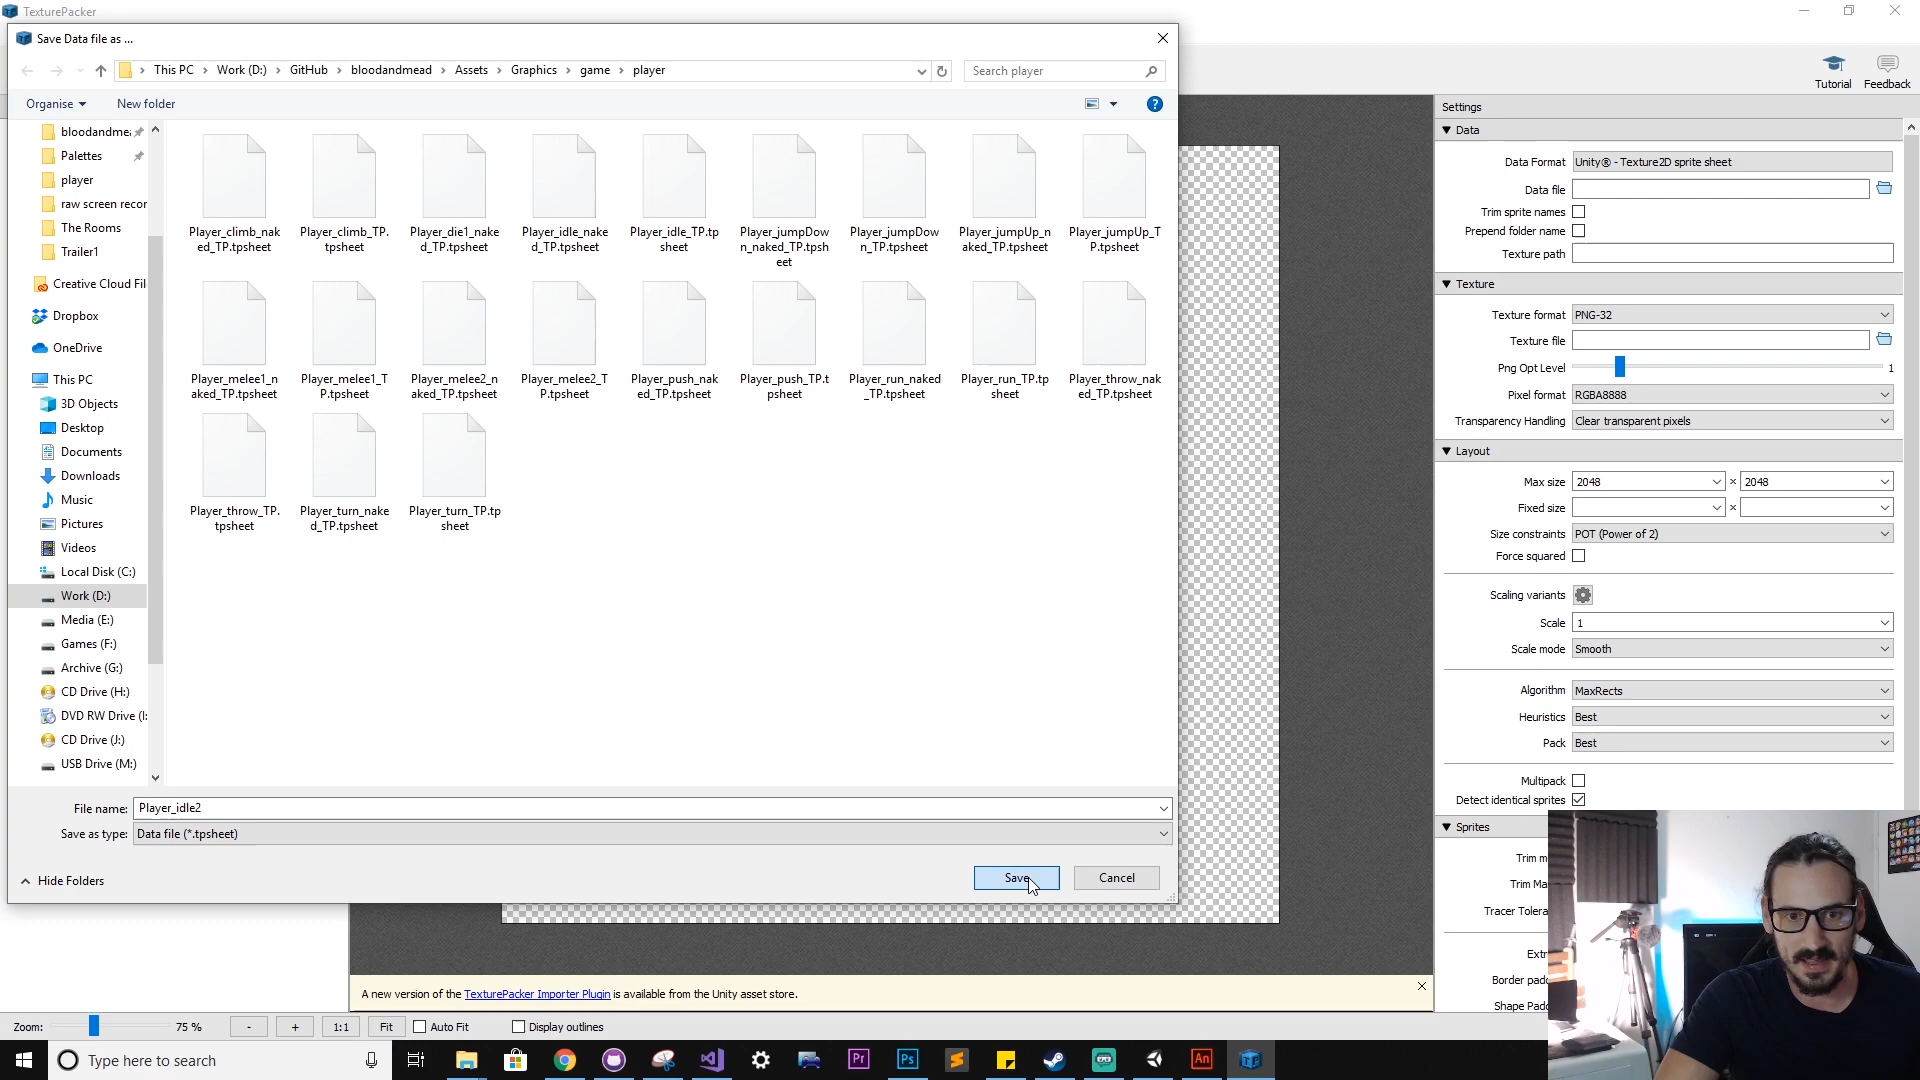 TexturePacker
Save Data file as ...
This PC > Work (D:) > GitHub > bloodandmead > Assets > Graphics > game > player
Search player
Organise
New folder
bloodandmea
Palettes
player
raw screen recor
The Rooms
Trailer1
Creative Cloud Fil
Dropbox
OneDrive
This PC
3D Objects
Desktop
Documents
Downloads
Music
Pictures
Videos
Local Disk (C:)
Work (D:)
Media (E:)
Games (F:)
Archive (G:)
CD Drive (H:)
DVD RW Drive (I:
CD Drive (J:)
USB Drive (M:)
Player_climb_nak
ed_TP.tpsheet
Player_climb_TP.
tpsheet
Player_die1_nake
d_TP.tpsheet
Player_idle_nake
d_TP.tpsheet
Player_idle_TP.tp
sheet
Player_jumpDow
n_naked_TP.tpsh
eet
Player_jumpDow
n_TP.tpsheet
Player_jumpUp_n
aked_TP.tpsheet
Player_jumpUp_T
P.tpsheet
Player_melee1_n
aked_TP.tpsheet
Player_melee1_T
P.tpsheet
Player_melee2_n
aked_TP.tpsheet
Player_melee2_T
P.tpsheet
Player_push_nak
ed_TP.tpsheet
Player_push_TP.t
psheet
Player_run_naked
_TP.tpsheet
Player_run_TP.tp
sheet
Player_throw_nak
ed_TP.tpsheet
Player_throw_TP.
tpsheet
Player_turn_nake
d_TP.tpsheet
Player_turn_TP.tp
sheet
File name: Player_idle2
Save as type: Data file (*.tpsheet)
Hide Folders
Save
Cancel
Tutorial
Feedback
Settings
Data
Data Format Unity® - Texture2D sprite sheet
Data file
Trim sprite names
Prepend folder name
Texture path
Texture
Texture format PNG-32
Texture file
Png Opt Level 1
Pixel format RGBA8888
Transparency Handling Clear transparent pixels
Layout
Max size 2048 × 2048
Fixed size ×
Size constraints POT (Power of 2)
Force squared
Scaling variants
Scale 1
Scale mode Smooth
Algorithm MaxRects
Heuristics Best
Pack Best
Multipack
Detect identical sprites
Sprites
Trim m
Trim Ma
Tracer Tolera
Extr
Border padd
Shape Padd
A new version of the TexturePacker Importer Plugin is available from the Unity asset store.
Zoom: 75 % - + 1:1 Fit Auto Fit Display outlines
Type here to search
Pr
Ps
An